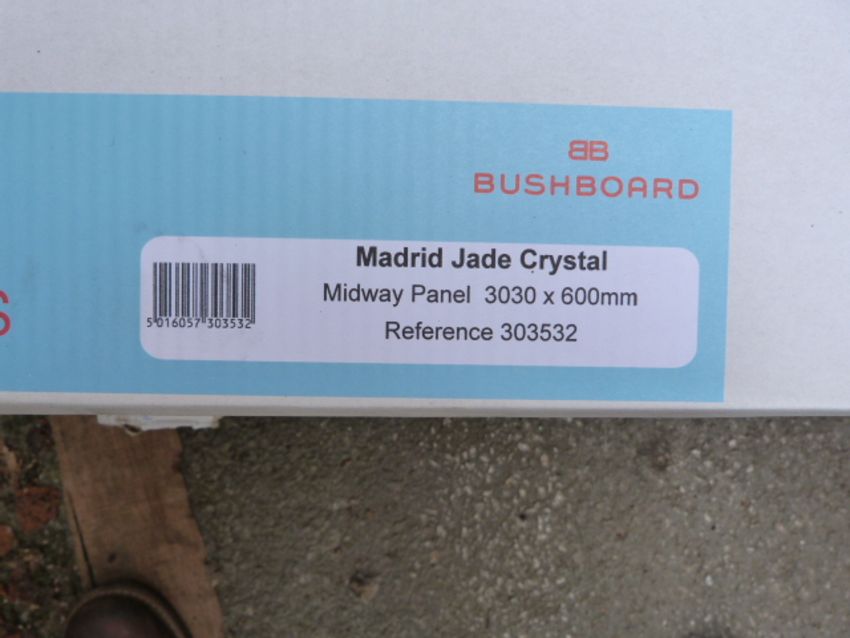 BB
BUSHBOARD
Madrid Jade Crystal
Midway Panel 3030 x 600mm
Reference 303532
5 016057 303532
S